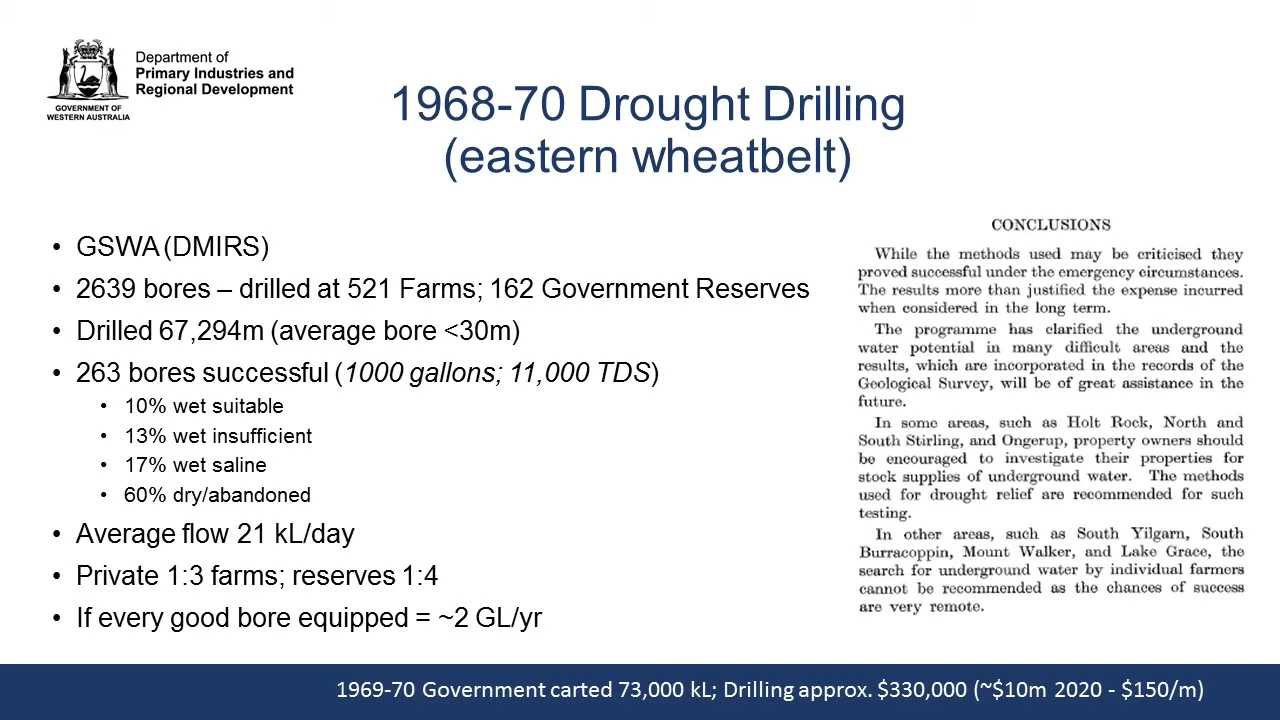 Department of
Primary Industries and
Regional Development
GOVERNMENT OF
WESTERN AUSTRALIA
1968-70 Drought Drilling
(eastern wheatbelt)
• GSWA (DMIRS)
• 2639 bores – drilled at 521 Farms; 162 Government Reserves
• Drilled 67,294m (average bore <30m)
• 263 bores successful (1000 gallons; 11,000 TDS)
• 10% wet suitable
• 13% wet insufficient
• 17% wet saline
• 60% dry/abandoned
• Average flow 21 kL/day
• Private 1:3 farms; reserves 1:4
• If every good bore equipped = ~2 GL/yr
CONCLUSIONS
While the methods used may be criticised they
proved successful under the emergency circumstances.
The results more than justified the expense incurred
when considered in the long term.
The programme has clarified the underground
water potential in many difficult areas and the
results, which are incorporated in the records of the
Geological Survey, will be of great assistance in the
future.
In some areas, such as Holt Rock, North and
South Stirling, and Ongerup, property owners should
be encouraged to investigate their properties for
stock supplies of underground water. The methods
used for drought relief are recommended for such
testing.
In other areas, such as South Yilgarn, South
Burracoppin, Mount Walker, and Lake Grace, the
search for underground water by individual farmers
cannot be recommended as the chances of success
are very remote.
1969-70 Government carted 73,000 kL; Drilling approx. $330,000 (~$10m 2020 - $150/m)